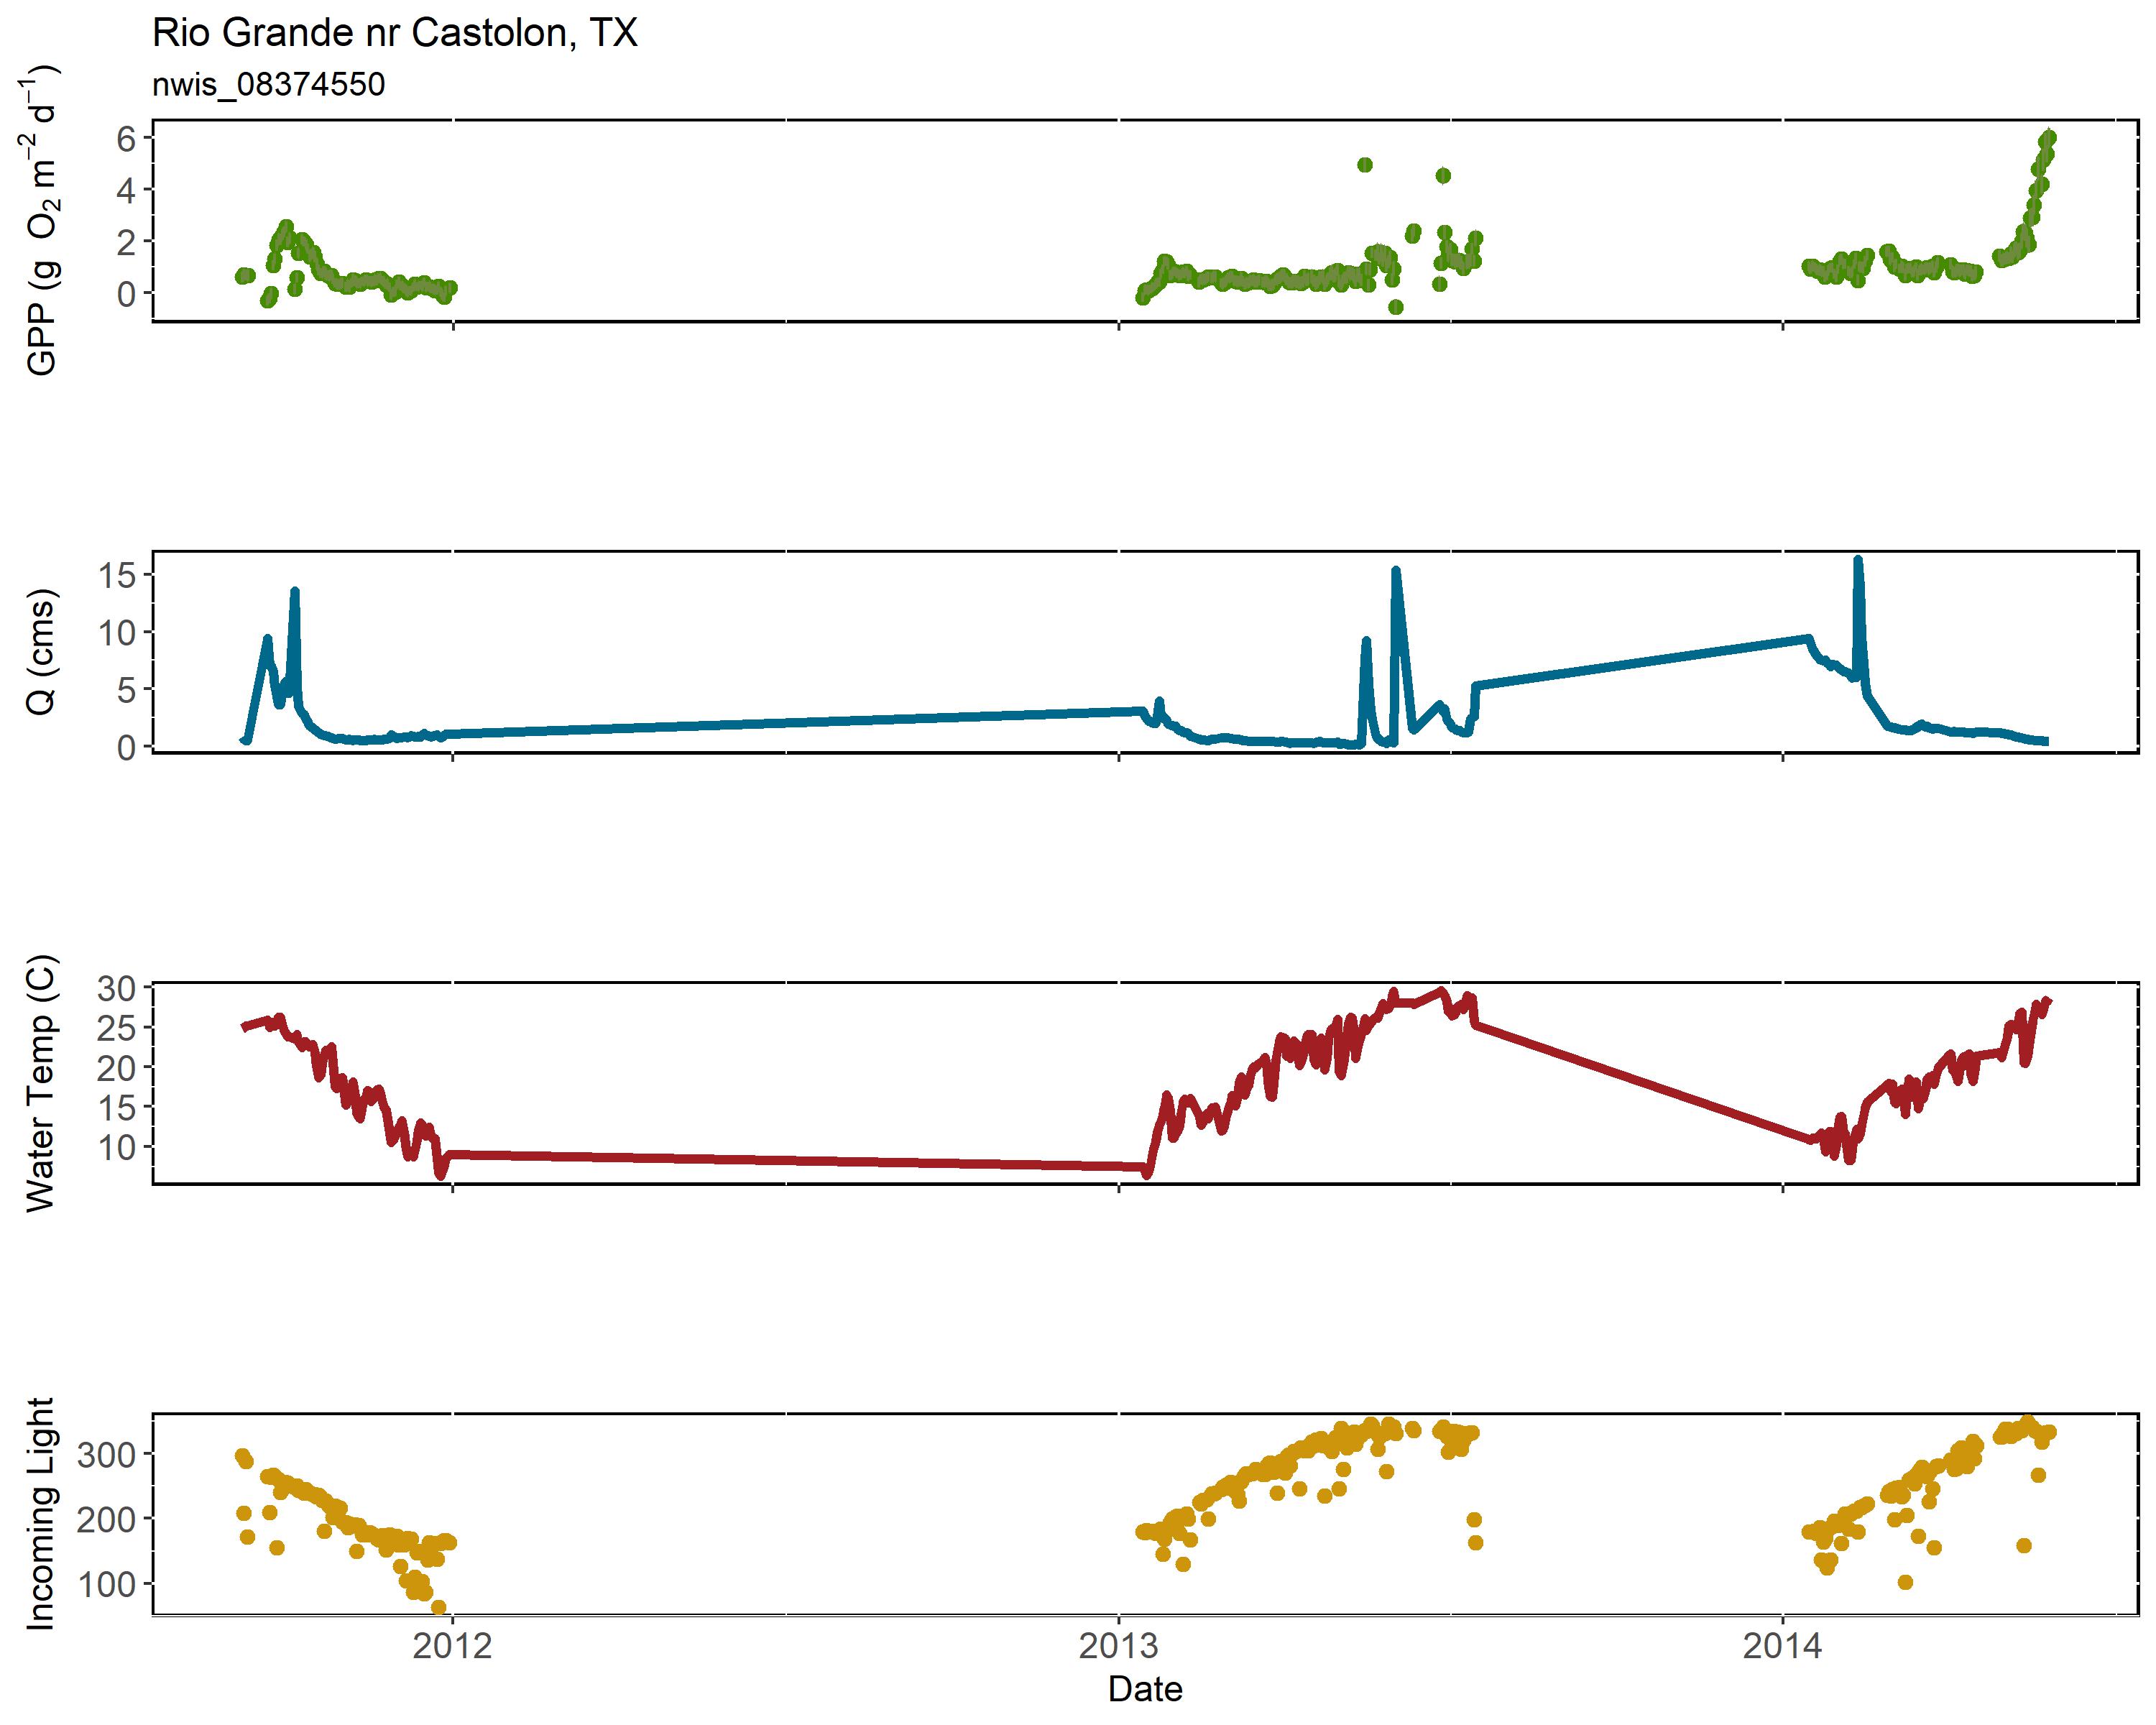 Rio Grande nr Castolon, TX
nwis_08374550
GPP (g O₂ m⁻² d⁻¹)
6
4
2
0
Q (cms)
15
10
5
0
Water Temp (C)
30
25
20
15
10
Incoming Light
300
200
100
2012
2013
2014
Date